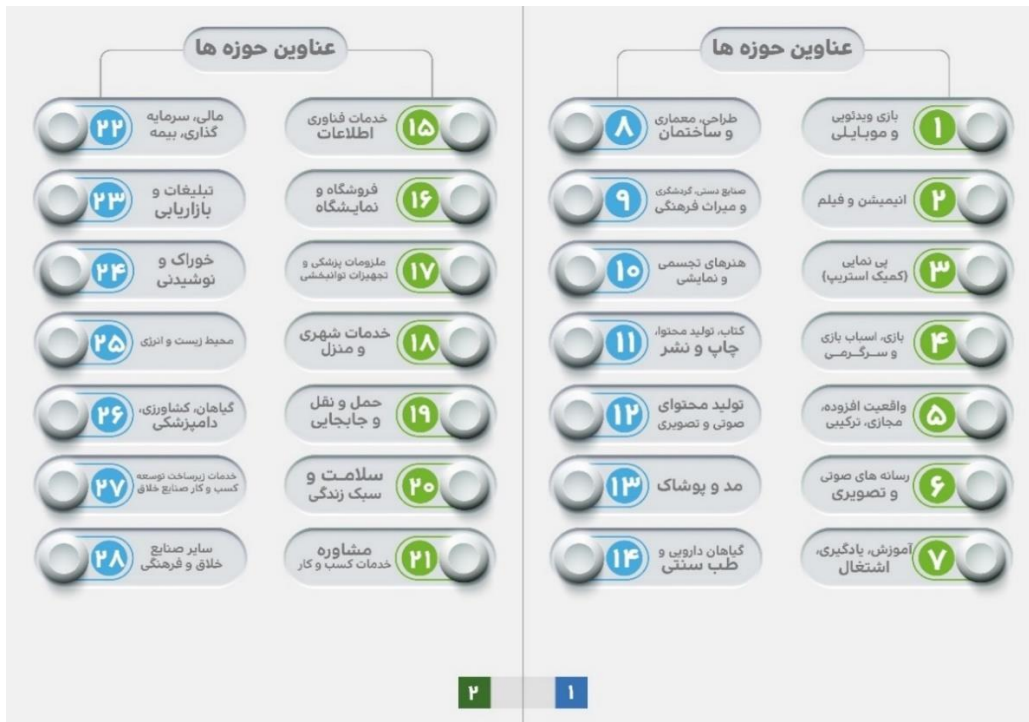 عناوین حوزه ها
۱
بازی ویدئویی
و موبـایـلی
۲
انیمیشن و فیلم
۳
پی نمایی
(کمیک استریپ)
۴
بازی، اسباب بازی
و ســرگــرمــی
۵
واقعیت افزوده،
مجازی، ترکیبی
۶
رسانه های صوتی
و تصویری
۷
آموزش، یادگیری،
اشتغال
۸
طراحی، معماری
و ساختمان
۹
صنایع دستی، گردشگری
و میراث فرهنگی
۱۰
هنرهای تجسمی
و نمایشی
۱۱
کتاب، تولید محتوا،
چاپ و نشر
۱۲
تولید محتوای
صوتی و تصویری
۱۳
مد و پوشاک
۱۴
گیاهان دارویی و
طب سنتی
۱
عناوین حوزه ها
۱۵
خدمات فناوری
اطلاعات
۱۶
فروشگاه و
نمایـشگاه
۱۷
ملزومات پزشکی و
تجهیزات توانبخشی
۱۸
خدمات شهری
و منزل
۱۹
حمل و نقل
و جابجایی
۲۰
سلامــت و
سبک زندگی
۲۱
مشاوره
خدمات کسب و کار
۲۲
مالی، سرمایه
گذاری، بیمه
۲۳
تبلیغات و
بازاریابی
۲۴
خوراک و
نوشیدنی
۲۵
محیط زیست و انرژی
۲۶
گیاهان، کشاورزی،
دامپزشکی
۲۷
خدمات زیرساخت توسعه
کسب و کار صنایع خلاق
۲۸
سایر صنایع
خلاق و فرهنگی
۲